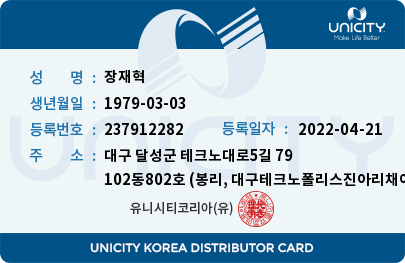 UNICITY
Make Life Better
성 명 : 장재혁
생년월일 : 1979-03-03
등록번호 : 237912282 등록일자 : 2022-04-21
주 소 : 대구 달성군 테크노대로5길 79
102동802호 (봉리, 대구테크노폴리스진아리채
유니시티코리아(유)
UNICITY
UNICITY KOREA DISTRIBUTOR CARD